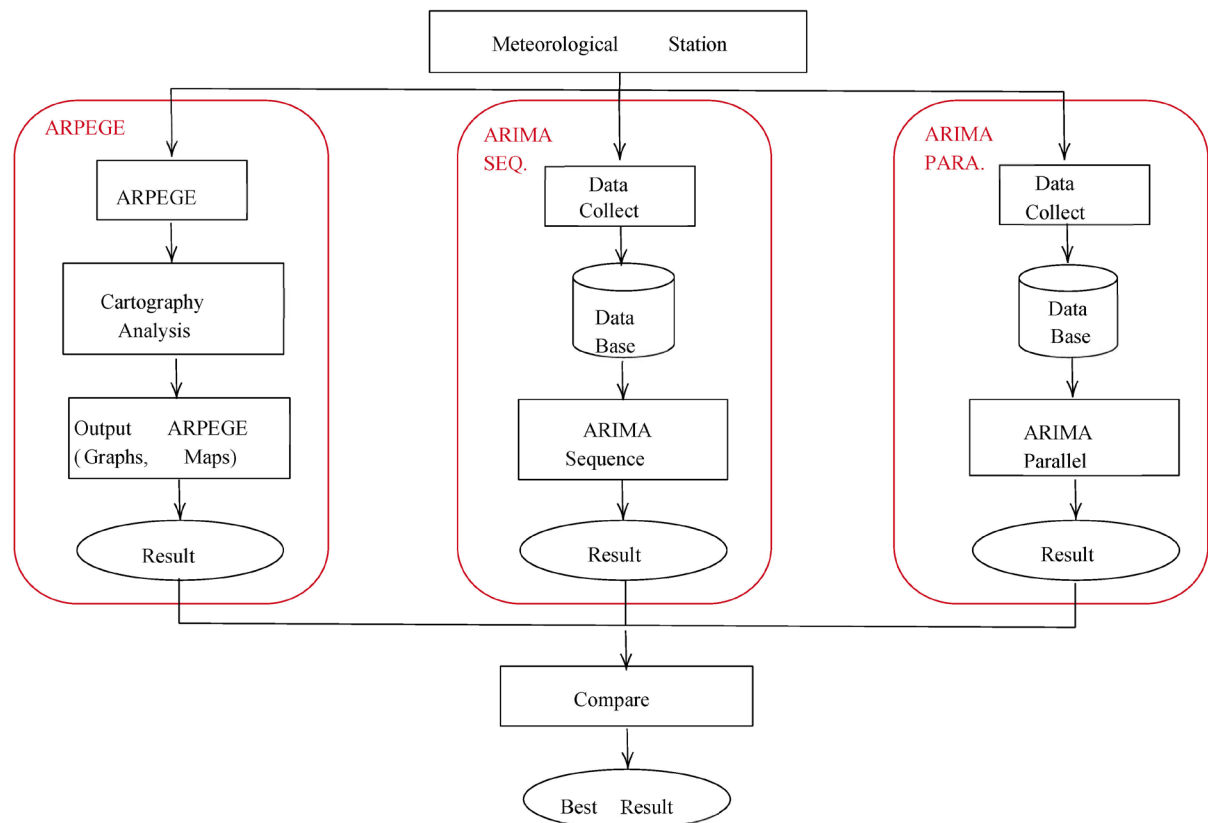 Meteorological Station
ARPEGE
ARPEGE
Cartography
Analysis
Output ARPEGE
( Graphs, Maps)
Result
ARIMA
SEQ.
Data
Collect
Data
Base
ARIMA
Sequence
Result
ARIMA
PARA.
Data
Collect
Data
Base
ARIMA
Parallel
Result
Compare
Best Result